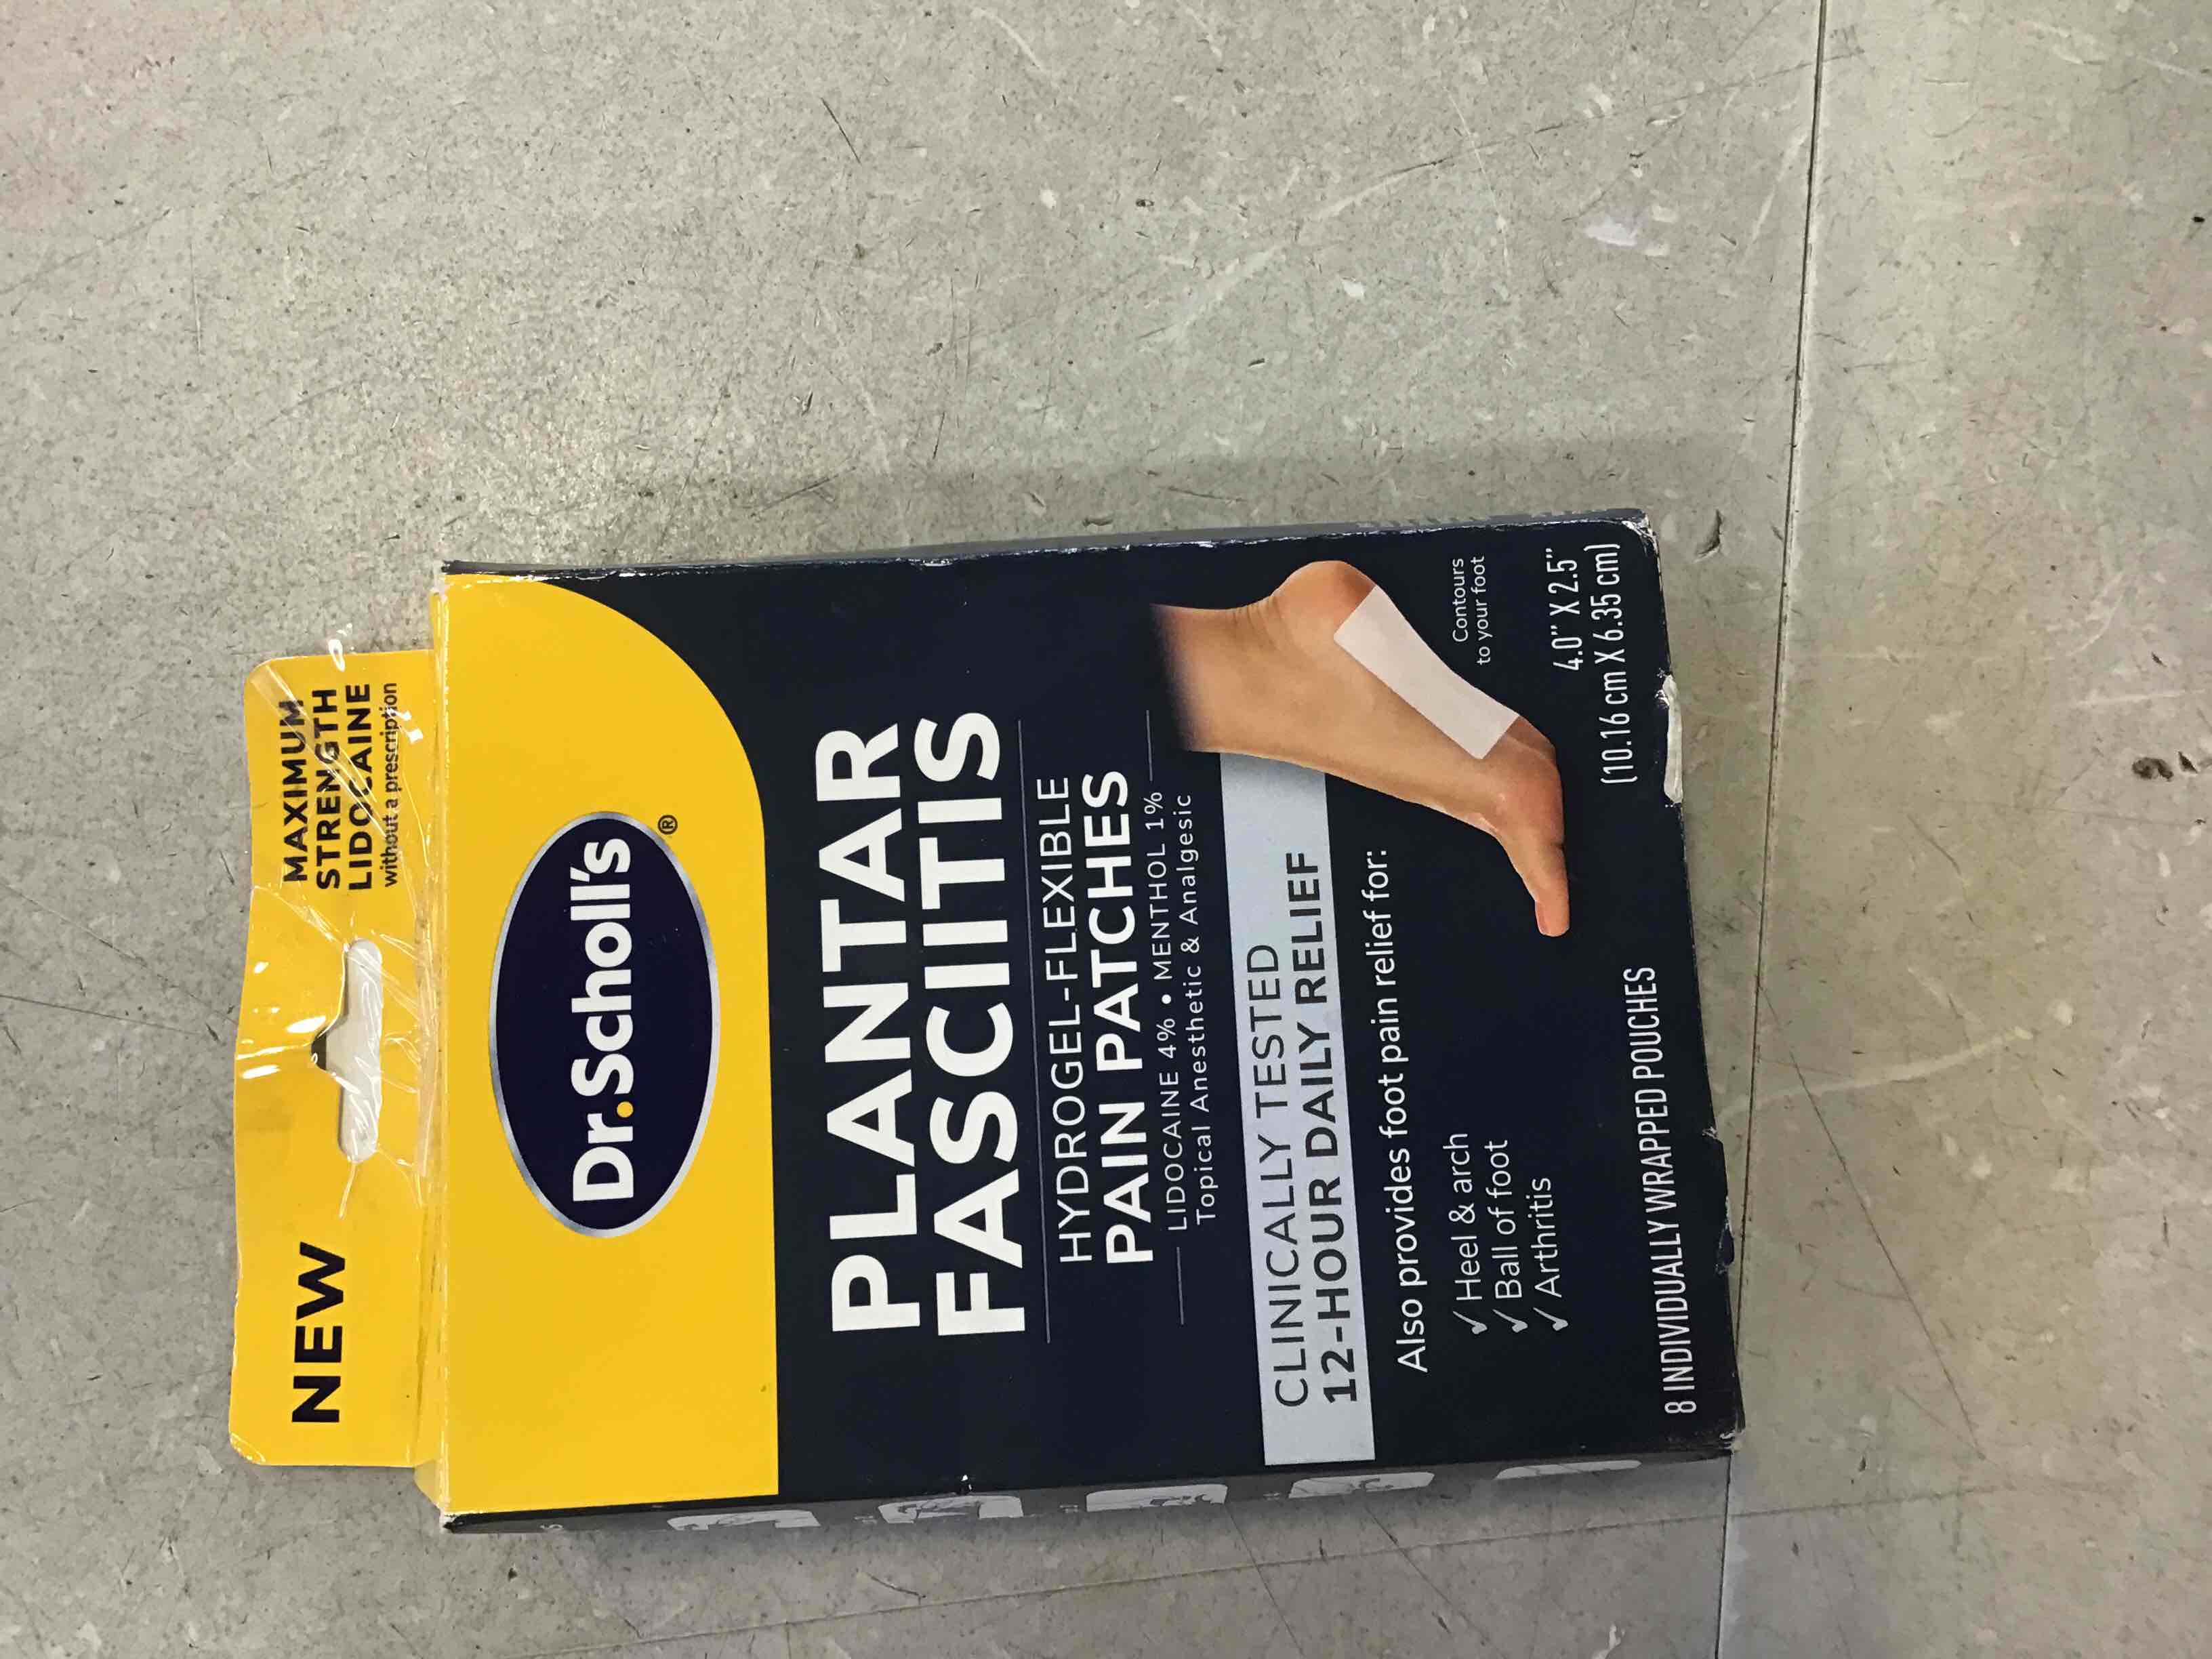 NEW
MAXIMUM
STRENGTH
LIDOCAINE
without a prescription
Dr.Scholl's®
PLANTAR
FASCIITIS
HYDROGEL-FLEXIBLE
PAIN PATCHES
LIDOCAINE 4% • MENTHOL 1%
Topical Anesthetic & Analgesic
CLINICALLY TESTED
12-HOUR DAILY RELIEF
Also provides foot pain relief for:
✓ Heel & arch
✓ Ball of foot
✓ Arthritis
Contours
to your foot
8 INDIVIDUALLY WRAPPED POUCHES
4.0" X 2.5"
(10.16 cm X 6.35 cm)